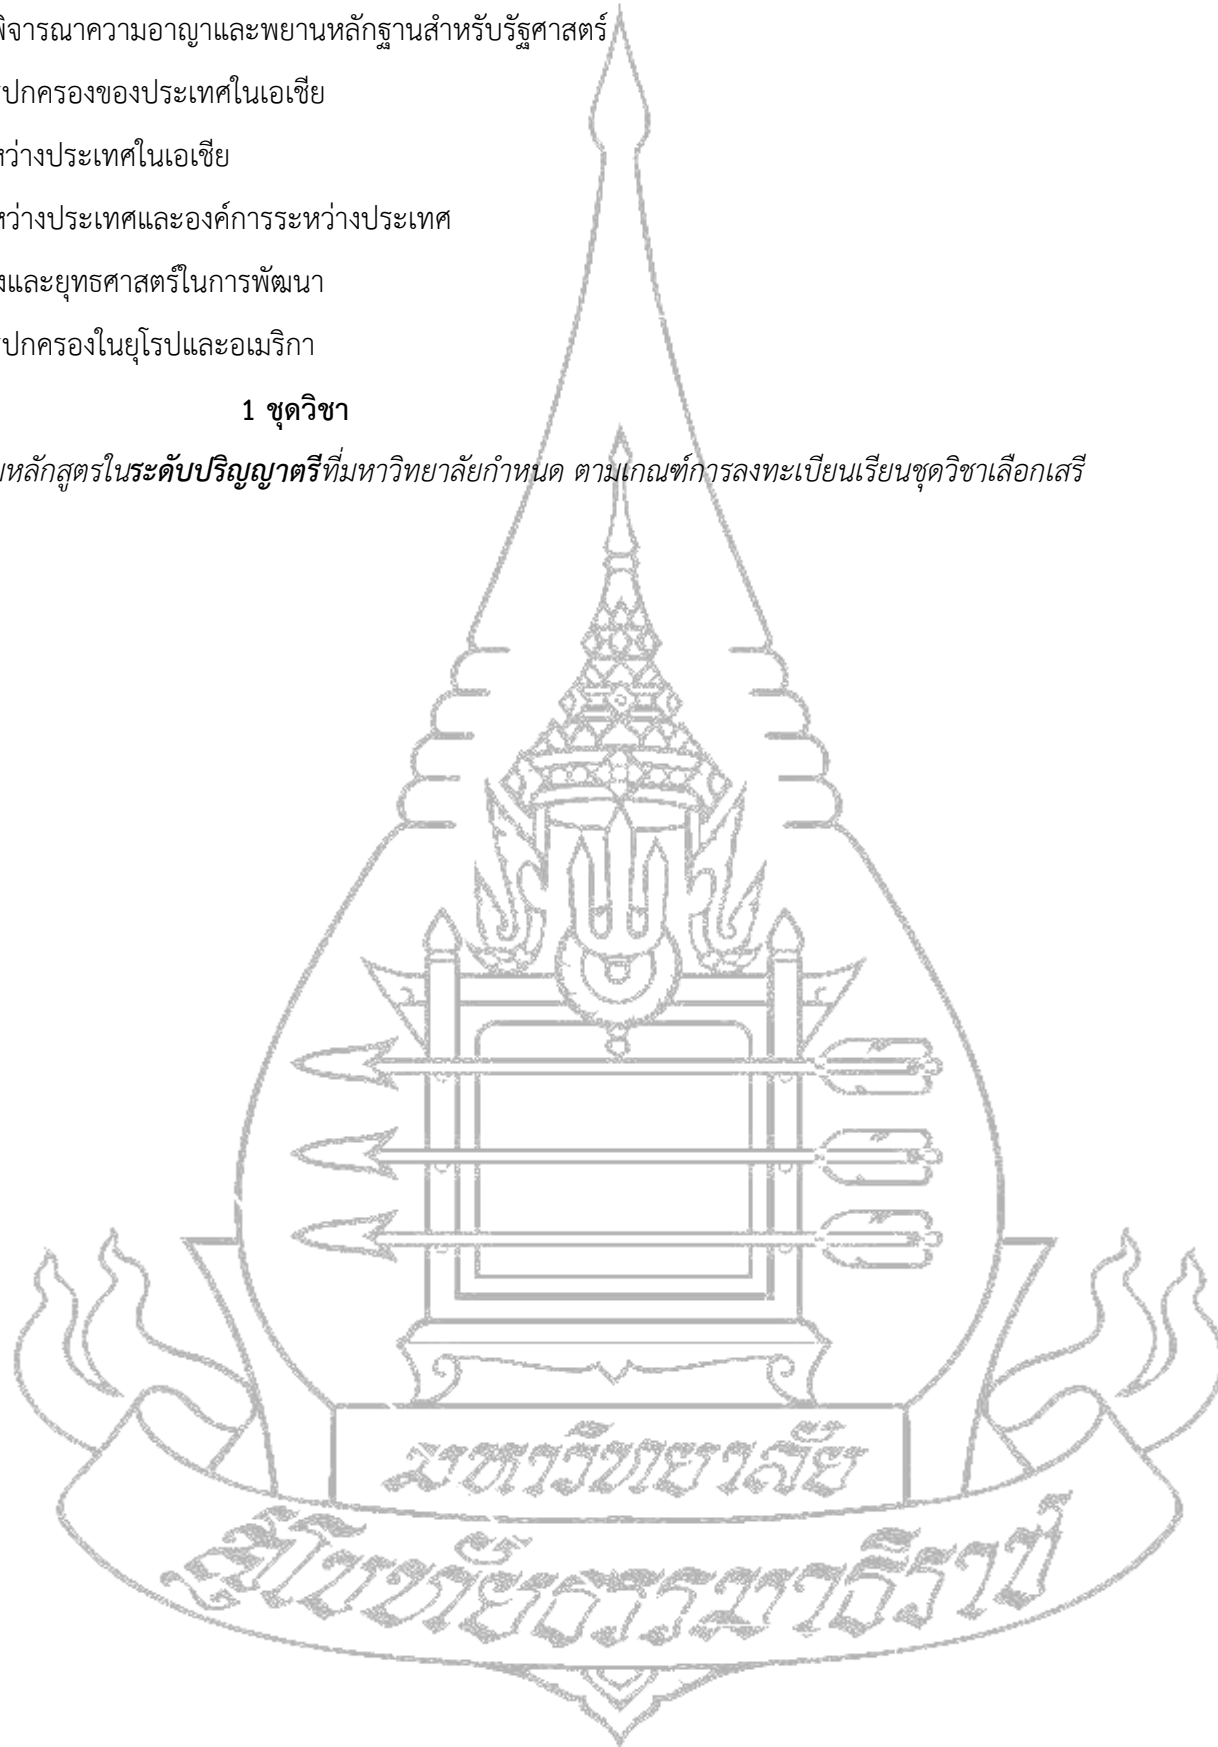 พิจารณาความอาญาและพยานหลักฐานสำหรับรัฐศาสตร์
ปกครองของประเทศในเอเชีย
หว่างประเทศในเอเชีย
หว่างประเทศและองค์การระหว่างประเทศ
และยุทธศาสตร์ในการพัฒนา
ปกครองในยุโรปและอเมริกา
1 ชุดวิชา
หลักสูตรในระดับปริญญาตรีที่มหาวิทยาลัยกำหนด ตามเกณฑ์การลงทะเบียนเรียนชุดวิชาเลือกเสรี
มหาวิทยาลัย
สุโขทัยธรรมาธิราช